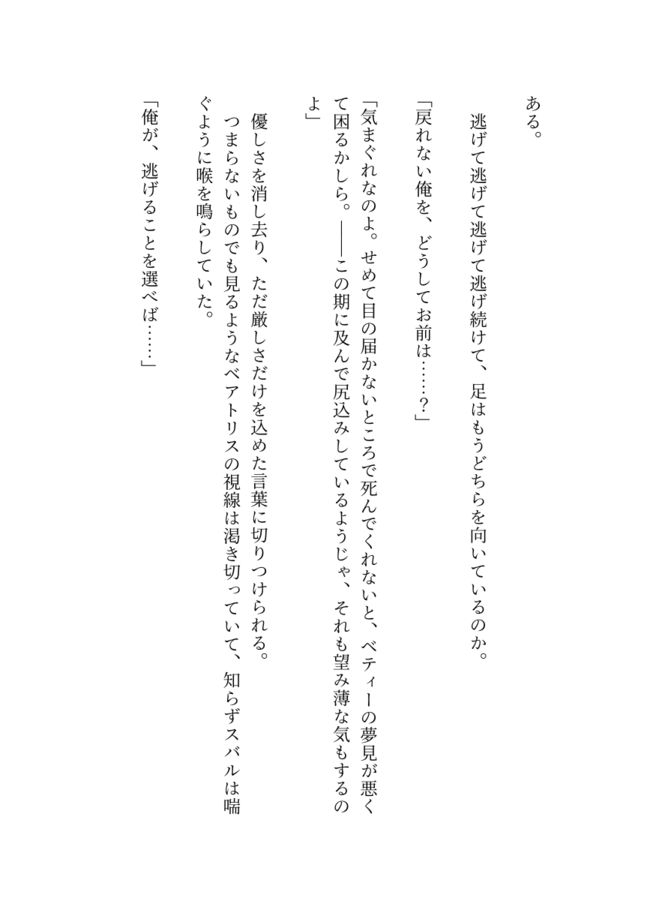 ある。
逃げて逃げて逃げて逃げ続けて、足はもうどちらを向いているのか。
「戻れない俺を、どうしてお前は……？」
「気まぐれなのよ。せめて目の届かないところで死んでくれないと、ベティーの夢見が悪く
て困るかしら。――この期に及んで尻込みしているようじゃ、それも望み薄な気もするの
よ」
優しさを消し去り、ただ厳しさだけを込めた言葉に切りつけられる。
つまらないものでも見るようなベアトリスの視線は渇き切っていて、知らずスバルは喘
ぐように喉を鳴らしていた。
「俺が、逃げることを選べば……」